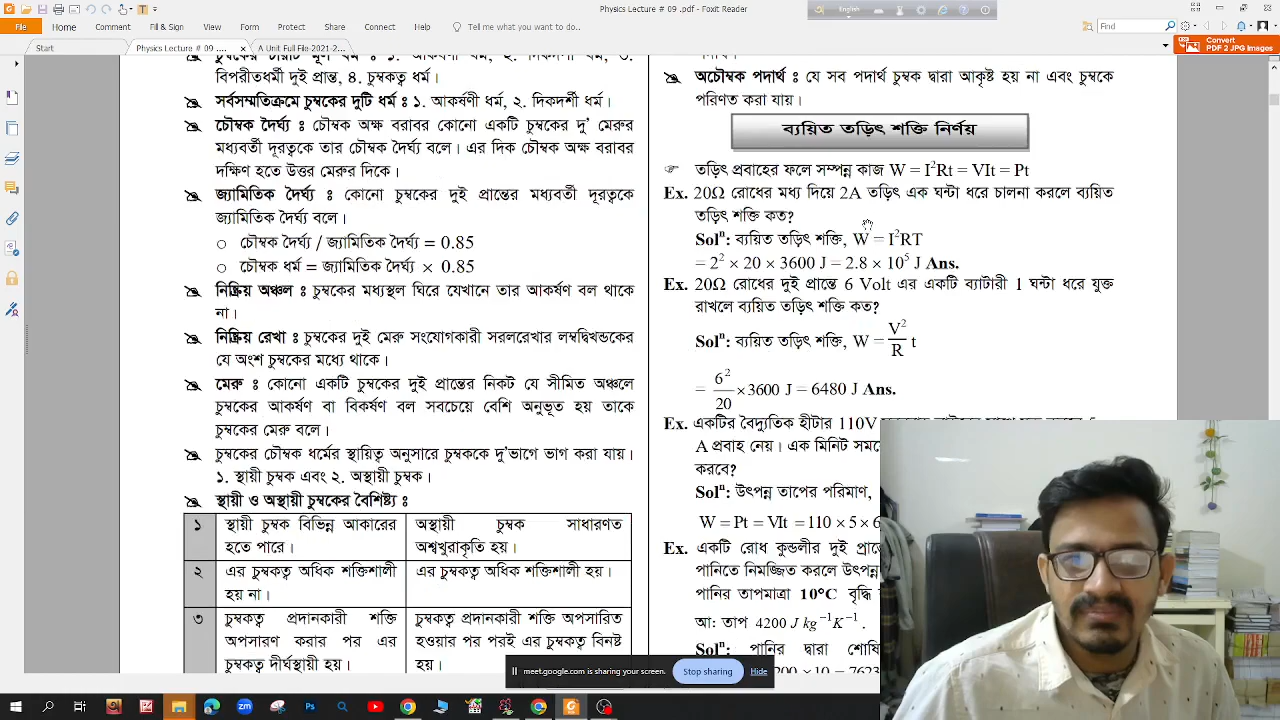 Physics Lecture # 09 .pdf - Foxit Reader
English
File
Home
Comment
Fill & Sign
View
Form
Protect
Share
Connect
Help
Tell me what you want to do...
Find
Start
Physics Lecture # 09 ....
A Unit Full File-2021-2...
Convert
PDF 2 JPG Images
বিপরীতধর্মী দুই প্রান্ত, ৪. চুম্বকত্ব ধর্ম।
সর্বসম্মতিক্রমে চুম্বকের দুটি ধর্ম : ১. আকর্ষণী ধর্ম, ২. দিকদর্শী ধর্ম।
চৌম্বক দৈর্ঘ্য : চৌম্বক অক্ষ বরাবর কোনো একটি চুম্বকের দু’ মেরুর
মধ্যবর্তী দূরত্বকে তার চৌম্বক দৈর্ঘ্য বলে। এর দিক চৌম্বক অক্ষ বরাবর
দক্ষিণ হতে উত্তর মেরুর দিকে।
জ্যামিতিক দৈর্ঘ্য : কোনো চুম্বকের দুই প্রান্তের মধ্যবর্তী দূরত্বকে
জ্যামিতিক দৈর্ঘ্য বলে।
চৌম্বক দৈর্ঘ্য / জ্যামিতিক দৈর্ঘ্য = 0.85
চৌম্বক ধর্ম = জ্যামিতিক দৈর্ঘ্য × 0.85
নিষ্ক্রিয় অঞ্চল : চুম্বকের মধ্যস্থল ঘিরে যেখানে তার আকর্ষণ বল থাকে
না।
নিষ্ক্রিয় রেখা : চুম্বকের দুই মেরু সংযোগকারী সরলরেখার লম্বদ্বিখন্ডকের
যে অংশ চুম্বকের মধ্যে থাকে।
মেরু : কোনো একটি চুম্বকের দুই প্রান্তের নিকট যে সীমিত অঞ্চলে
চুম্বকের আকর্ষণ বা বিকর্ষণ বল সবচেয়ে বেশি অনুভূত হয় তাকে
চুম্বকের মেরু বলে।
চুম্বকের চৌম্বক ধর্মের স্থায়িত্ব অনুসারে চুম্বককে দু’ভাগে ভাগ করা যায়।
১. স্থায়ী চুম্বক এবং ২. অস্থায়ী চুম্বক।
স্থায়ী ও অস্থায়ী চুম্বকের বৈশিষ্ট্য :
১ স্থায়ী চুম্বক বিভিন্ন আকারের হতে পারে। অস্থায়ী চুম্বক সাধারণত অশ্বখুরাকৃতি হয়।
২ এর চুম্বকত্ব অধিক শক্তিশালী হয় না। এর চুম্বকত্ব অধিক শক্তিশালী হয়।
৩ চুম্বকত্ব প্রদানকারী শক্তি অপসারণ করার পর এর চুম্বকত্ব দীর্ঘস্থায়ী হয়। চুম্বকত্ব প্রদানকারী শক্তি অপসারিত হওয়ার পর পরই এর চুম্বকত্ব বিনষ্ট হয়।
অচৌম্বক পদার্থ : যে সব পদার্থ চুম্বক দ্বারা আকৃষ্ট হয় না এবং চুম্বকে
পরিণত করা যায়।
ব্যয়িত তড়িৎ শক্তি নির্ণয়
তড়িৎ প্রবাহের ফলে সম্পন্ন কাজ W = I²Rt = VIt = Pt
Ex. 20Ω রোধের মধ্য দিয়ে 2A তড়িৎ এক ঘন্টা ধরে চালনা করলে ব্যয়িত
তড়িৎ শক্তি কত?
Solⁿ: ব্যয়িত তড়িৎ শক্তি, W = I²RT
= 2² × 20 × 3600 J = 2.8 × 10⁵ J Ans.
Ex. 20Ω রোধের দুই প্রান্তে 6 Volt এর একটি ব্যাটারী 1 ঘন্টা ধরে যুক্ত
রাখলে ব্যয়িত তড়িৎ শক্তি কত?
Solⁿ: ব্যয়িত তড়িৎ শক্তি, W = V²/R t
= 6²/20 × 3600 J = 6480 J Ans.
Ex. একটির বৈদ্যুতিক হীটার 110V
A প্রবাহ নেয়। এক মিনিট
করবে?
Solⁿ: উৎপন্ন তাপের পরিমাণ,
W = Pt = VIt = 110 × 5 × 6
Ex. একটি রোধ কুন্ডলীর দুই
পানিতে নিমজ্জিত করলে উৎপন্ন
পানির তাপমাত্রা 10°C বৃদ্ধি
আ: তাপ 4200 J kg⁻¹K⁻¹.
Solⁿ: পানির দ্বারা
meet.google.com is sharing your screen.
Stop sharing
Hide